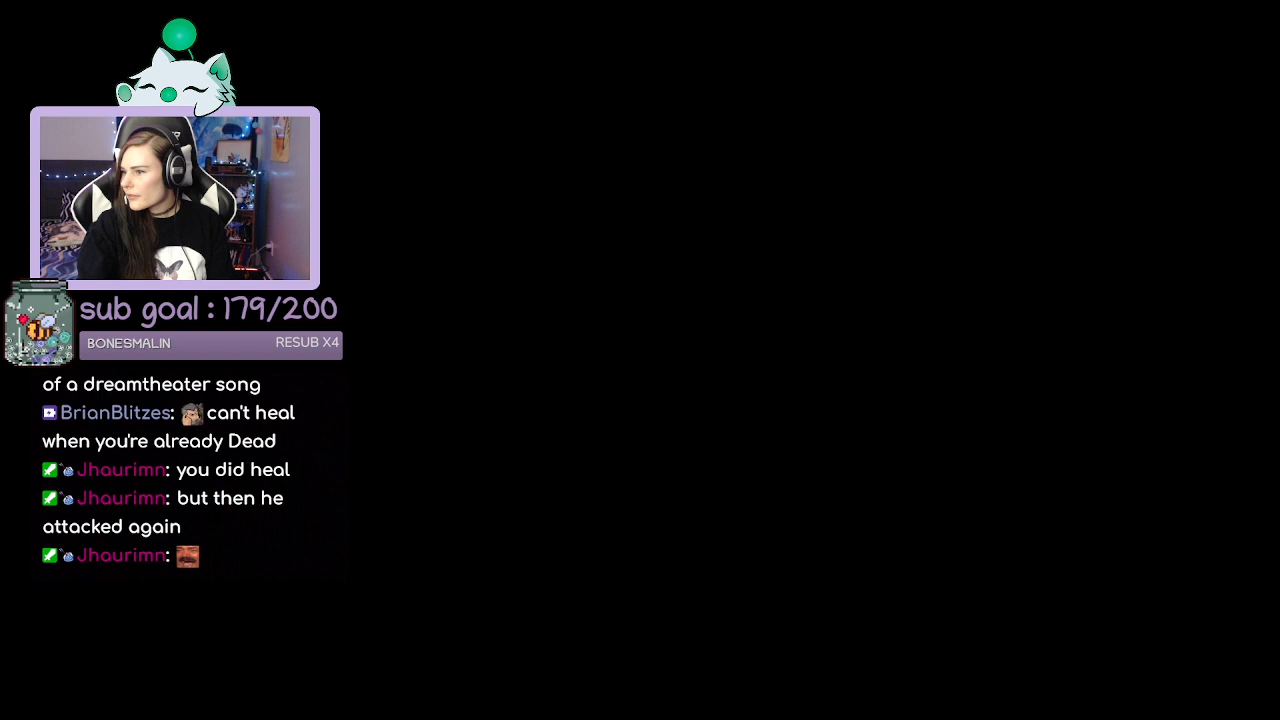 sub goal : 179/200
BONESMALIN RESUB X4
of a dreamtheater song
BrianBlitzes: can't heal
when you're already Dead
Jhaurimn: you did heal
Jhaurimn: but then he
attacked again
Jhaurimn: